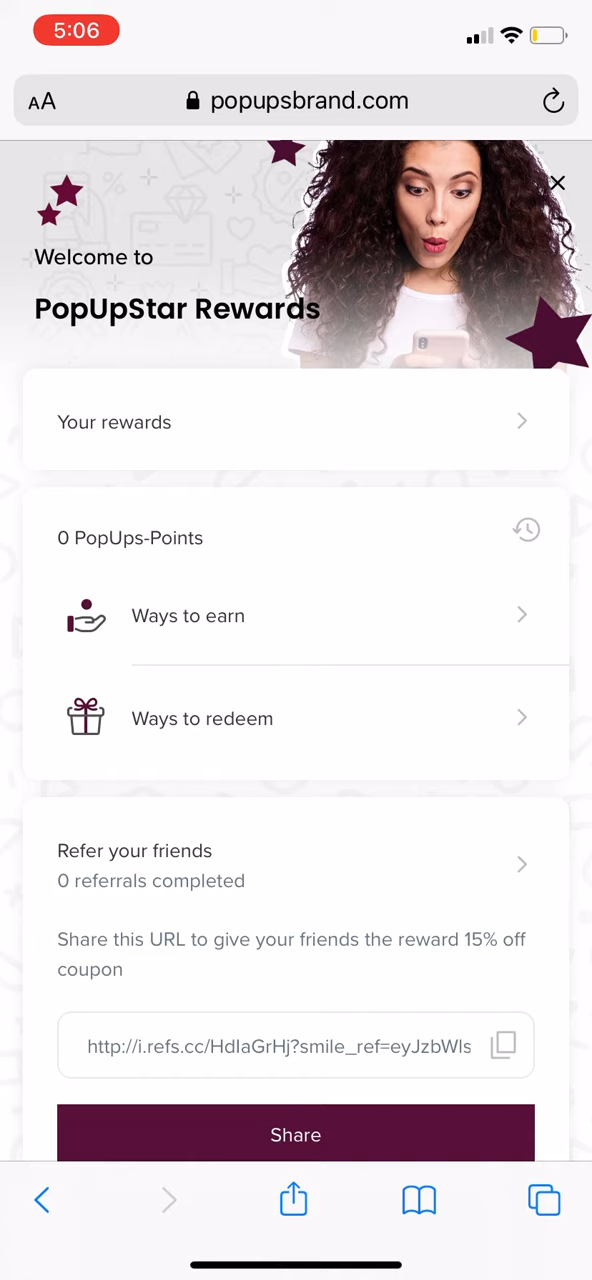 5:06
AA
popupsbrand.com
Welcome to
PopUpStar Rewards
Your rewards
0 PopUps-Points
Ways to earn
Ways to redeem
Refer your friends
0 referrals completed
Share this URL to give your friends the reward 15% off
coupon
http://i.refs.cc/HdIaGrHj?smile_ref=eyJzbWls
Share